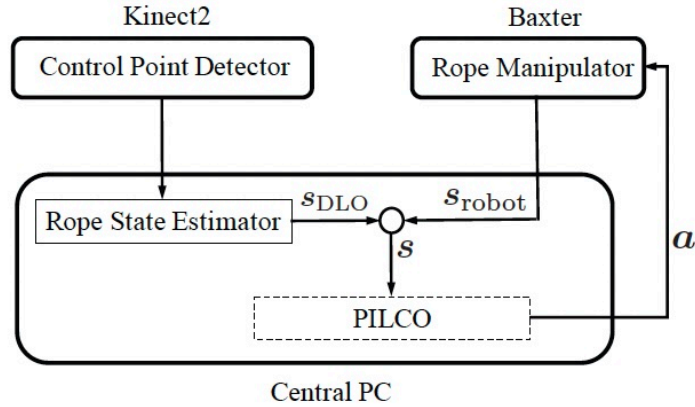 Kinect2
Baxter
Control Point Detector
Rope Manipulator
Rope State Estimator
s_DLO
s_robot
s
a
PILCO
Central PC